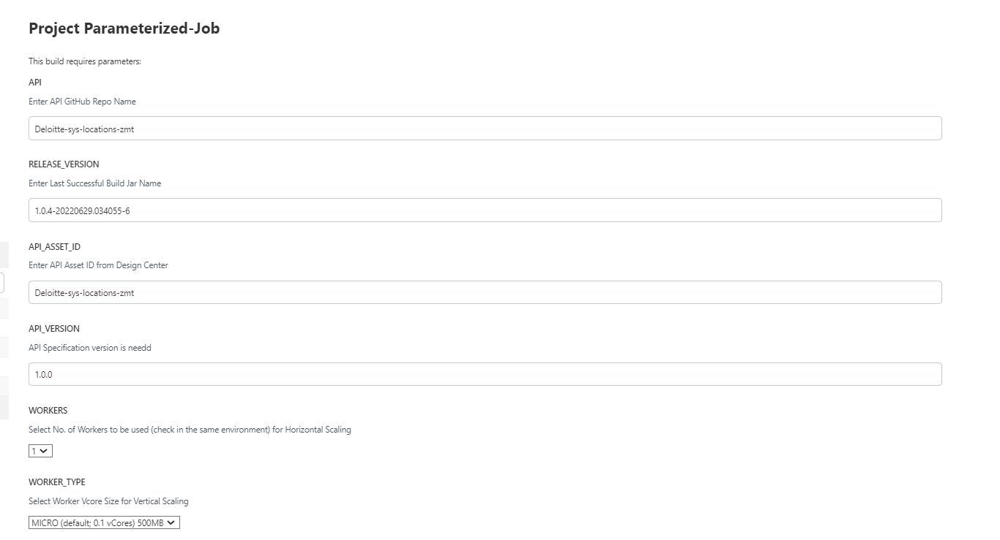 Project Parameterized-Job
This build requires parameters:
API
Enter API GitHub Repo Name
Deloitte-sys-locations-zmt
RELEASE_VERSION
Enter Last Successful Build Jar Name
1.0.4-20220629.034055-6
API_ASSET_ID
Enter API Asset ID from Design Center
Deloitte-sys-locations-zmt
API_VERSION
API Specification version is needd
1.0.0
WORKERS
Select No. of Workers to be used (check in the same environment) for Horizontal Scaling
1
WORKER_TYPE
Select Worker Vcore Size for Vertical Scaling
MICRO (default; 0.1 vCores) 500MB